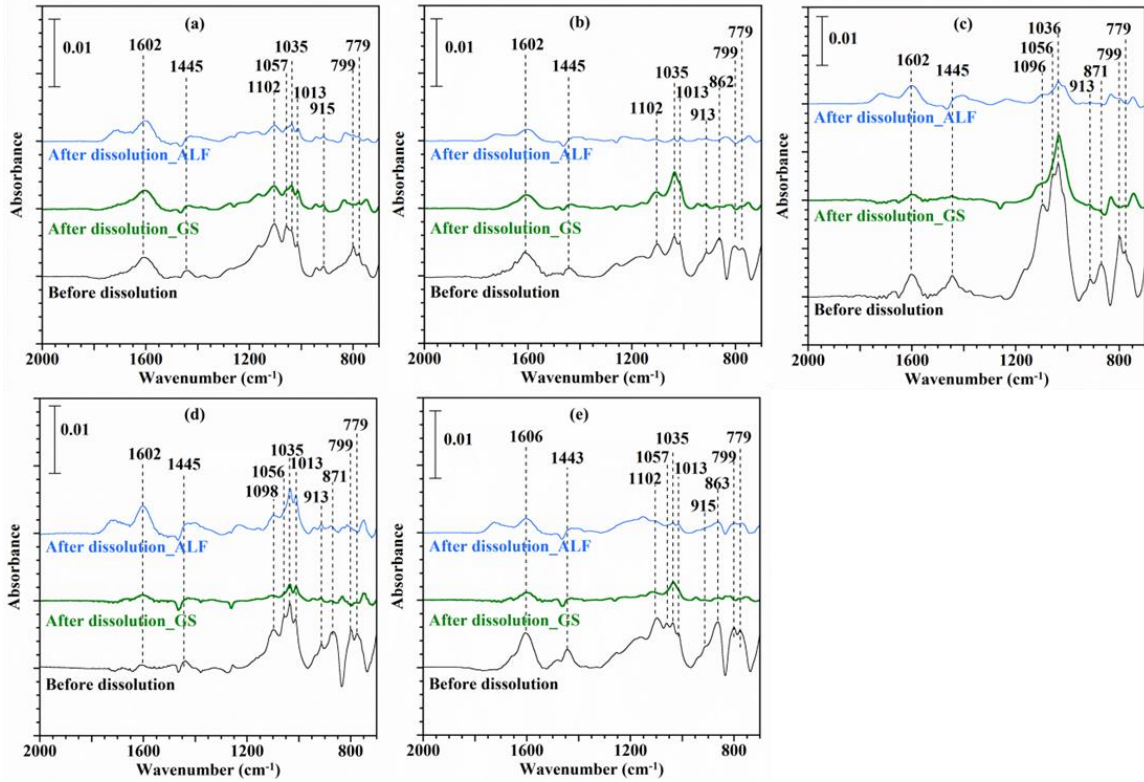 (a)
0.01
1602
1445
1035
1057
1102
1013
915
779
799
After dissolution_ALF
After dissolution_GS
Before dissolution
Absorbance
2000 1600 1200 800
Wavenumber (cm-1)
(b)
0.01
1602
1445
1035
1102
1013
913
862
799
779
After dissolution_ALF
After dissolution_GS
Before dissolution
Absorbance
2000 1600 1200 800
Wavenumber (cm-1)
(c)
0.01
1602
1445
1036
1056
1096
913
871
799
779
After dissolution_ALF
After dissolution_GS
Before dissolution
Absorbance
2000 1600 1200 800
Wavenumber (cm-1)
(d)
0.01
1602
1445
1035
1056
1098
1013
913
871
799
779
After dissolution_ALF
After dissolution_GS
Before dissolution
Absorbance
2000 1600 1200 800
Wavenumber (cm-1)
(e)
0.01
1606
1443
1035
1057
1102
1013
915
863
799
779
After dissolution_ALF
After dissolution_GS
Before dissolution
Absorbance
2000 1600 1200 800
Wavenumber (cm-1)